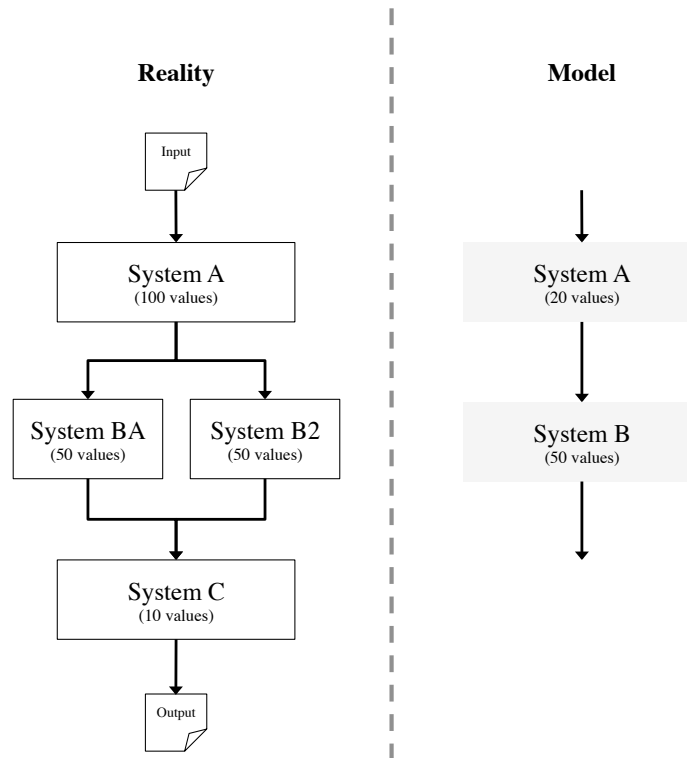 Reality
Model
Input
System A
(100 values)
System A
(20 values)
System BA
(50 values)
System B2
(50 values)
System B
(50 values)
System C
(10 values)
Output